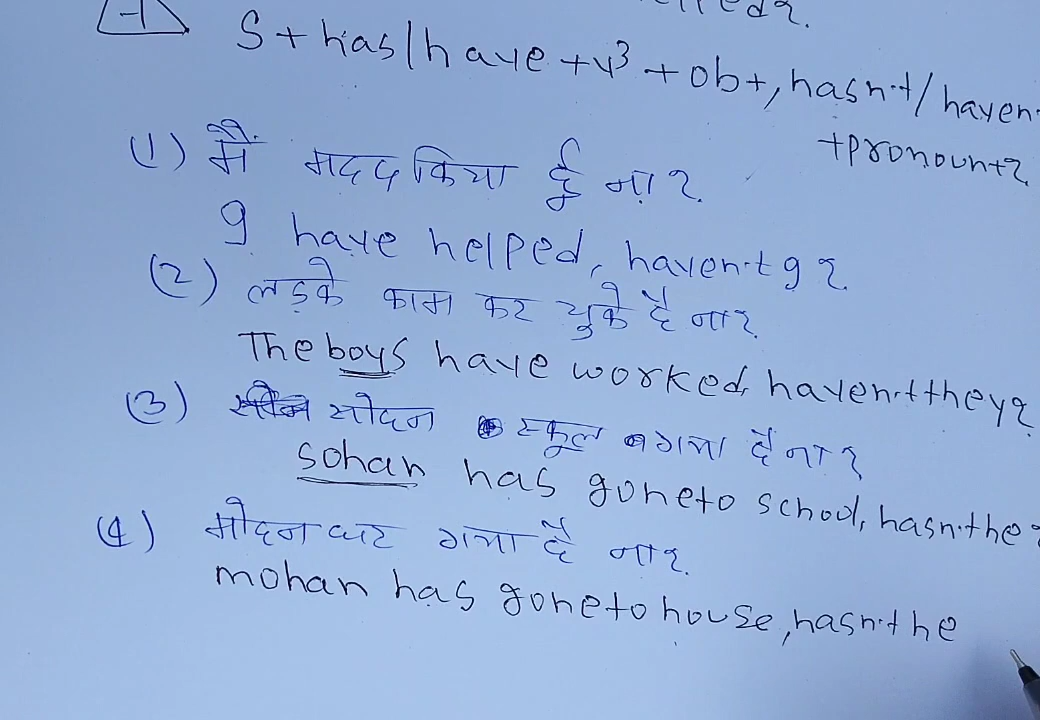 S + has/have + v³ + obt, hasn't/haven
+pronoun+?
(1) मैं मदद किया हूँ ना?
I have helped, haven't I?
(2) लड़के काम कर चुके हैं ना?
The boys have worked, haven't they?
(3) सोहन स्कूल गया है ना?
sohan has gone to school, hasn't he?
(4) मोहन घर गया है ना?
mohan has gone to house, hasn't he